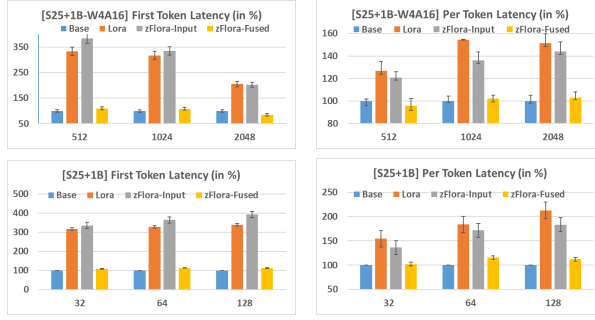 [S25+1B-W4A16] First Token Latency (in %)
Base Lora zFlora-Input zFlora-Fused
350
250
150
50
512 1024 2048
[S25+1B-W4A16] Per Token Latency (in %)
Base Lora zFlora-Input zFlora-Fused
160
140
120
100
80
512 1024 2048
[S25+1B] First Token Latency (in %)
Base Lora zFlora-Input zFlora-Fused
500
400
300
200
100
0
32 64 128
[S25+1B] Per Token Latency (in %)
Base Lora zFlora-Input zFlora-Fused
250
200
150
100
50
32 64 128